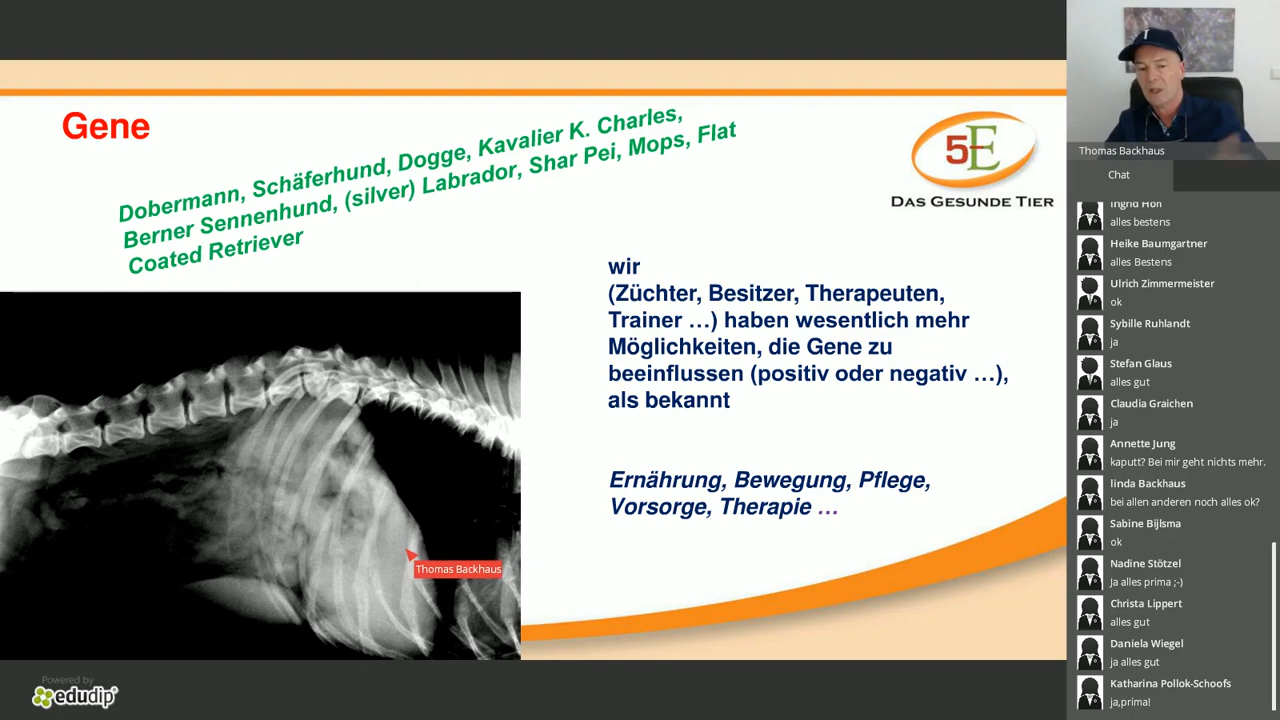 Gene
Dobermann, Schäferhund, Dogge, Kavalier K. Charles,
Berner Sennenhund, (silver) Labrador, Shar Pei, Mops, Flat
Coated Retriever
5E
DAS GESUNDE TIER
wir
(Züchter, Besitzer, Therapeuten,
Trainer …) haben wesentlich mehr
Möglichkeiten, die Gene zu
beeinflussen (positiv oder negativ …),
als bekannt
Ernährung, Bewegung, Pflege,
Vorsorge, Therapie …
Thomas Backhaus
Powered by
edudip
T
Thomas Backhaus
Chat
Ingrid
alles bestens
Heike Baumgartner
alles Bestens
Ulrich Zimmermeister
ok
Sybille Ruhlandt
ja
Stefan Glaus
alles gut
Claudia Graichen
ja
Annette Jung
kaputt? Bei mir geht nichts mehr.
linda Backhaus
bei allen anderen noch alles ok?
Sabine Bijlsma
ok
Nadine Stötzel
Ja alles prima ;-)
Christa Lippert
alles gut
Daniela Wiegel
ja alles gut
Katharina Pollok-Schoofs
ja,prima!